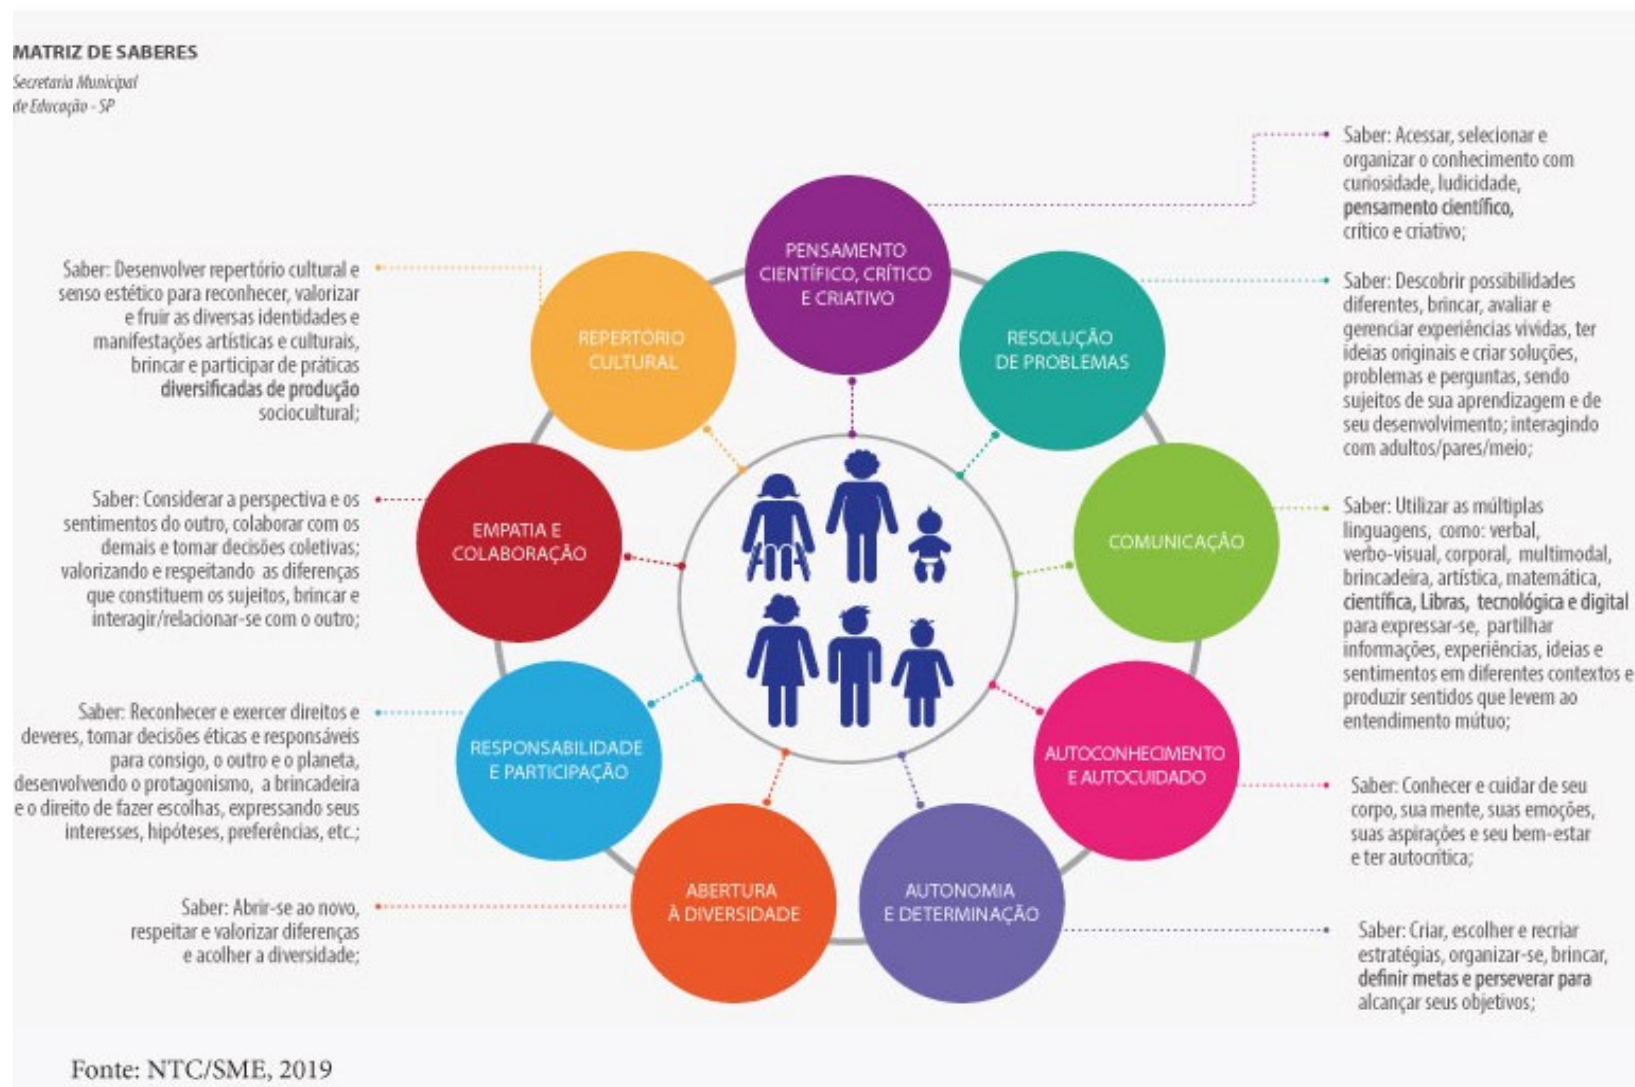 MATRIZ DE SABERES
Secretaria Municipal
de Educação - SP
PENSAMENTO
CIENTÍFICO, CRÍTICO
E CRIATIVO
Saber: Acessar, selecionar e
organizar o conhecimento com
curiosidade, ludicidade,
pensamento científico,
crítico e criativo;
RESOLUÇÃO
DE PROBLEMAS
Saber: Descobrir possibilidades
diferentes, brincar, avaliar e
gerenciar experiências vividas, ter
ideias originais e criar soluções,
problemas e perguntas, sendo
sujeitos de sua aprendizagem e de
seu desenvolvimento; interagindo
com adultos/pares/meio;
COMUNICAÇÃO
Saber: Utilizar as múltiplas
linguagens, como: verbal,
verbo-visual, corporal, multimodal,
brincadeira, artística, matemática,
científica, Libras, tecnológica e digital
para expressar-se, partilhar
informações, experiências, ideias e
sentimentos em diferentes contextos e
produzir sentidos que levem ao
entendimento mútuo;
AUTOCONHECIMENTO
E AUTOCUIDADO
Saber: Conhecer e cuidar de seu
corpo, sua mente, suas emoções,
suas aspirações e seu bem-estar
e ter autocrítica;
AUTONOMIA
E DETERMINAÇÃO
Saber: Criar, escolher e recriar
estratégias, organizar-se, brincar,
definir metas e perseverar para
alcançar seus objetivos;
ABERTURA
À DIVERSIDADE
Saber: Abrir-se ao novo,
respeitar e valorizar diferenças
e acolher a diversidade;
RESPONSABILIDADE
E PARTICIPAÇÃO
Saber: Reconhecer e exercer direitos e
deveres, tomar decisões éticas e responsáveis
para consigo, o outro e o planeta,
desenvolvendo o protagonismo, a brincadeira
e o direito de fazer escolhas, expressando seus
interesses, hipóteses, preferências, etc.;
EMPATIA E
COLABORAÇÃO
Saber: Considerar a perspectiva e os
sentimentos do outro, colaborar com os
demais e tomar decisões coletivas;
valorizando e respeitando as diferenças
que constituem os sujeitos, brincar e
interagir/relacionar-se com o outro;
REPERTÓRIO
CULTURAL
Saber: Desenvolver repertório cultural e
senso estético para reconhecer, valorizar
e fruir as diversas identidades e
manifestações artísticas e culturais,
brincar e participar de práticas
diversificadas de produção
sociocultural;
Fonte: NTC/SME, 2019